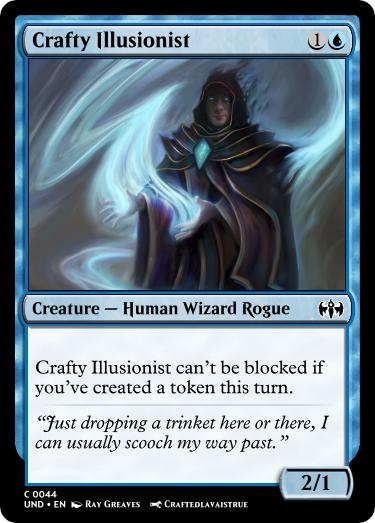 Crafty Illusionist 1
Creature — Human Wizard Rogue
Crafty Illusionist can't be blocked if
you've created a token this turn.
“Just dropping a trinket here or there, I
can usually scooch my way past.”
2/1
C 0044
UND • EN Ray Greaves Craftedlavaistrue